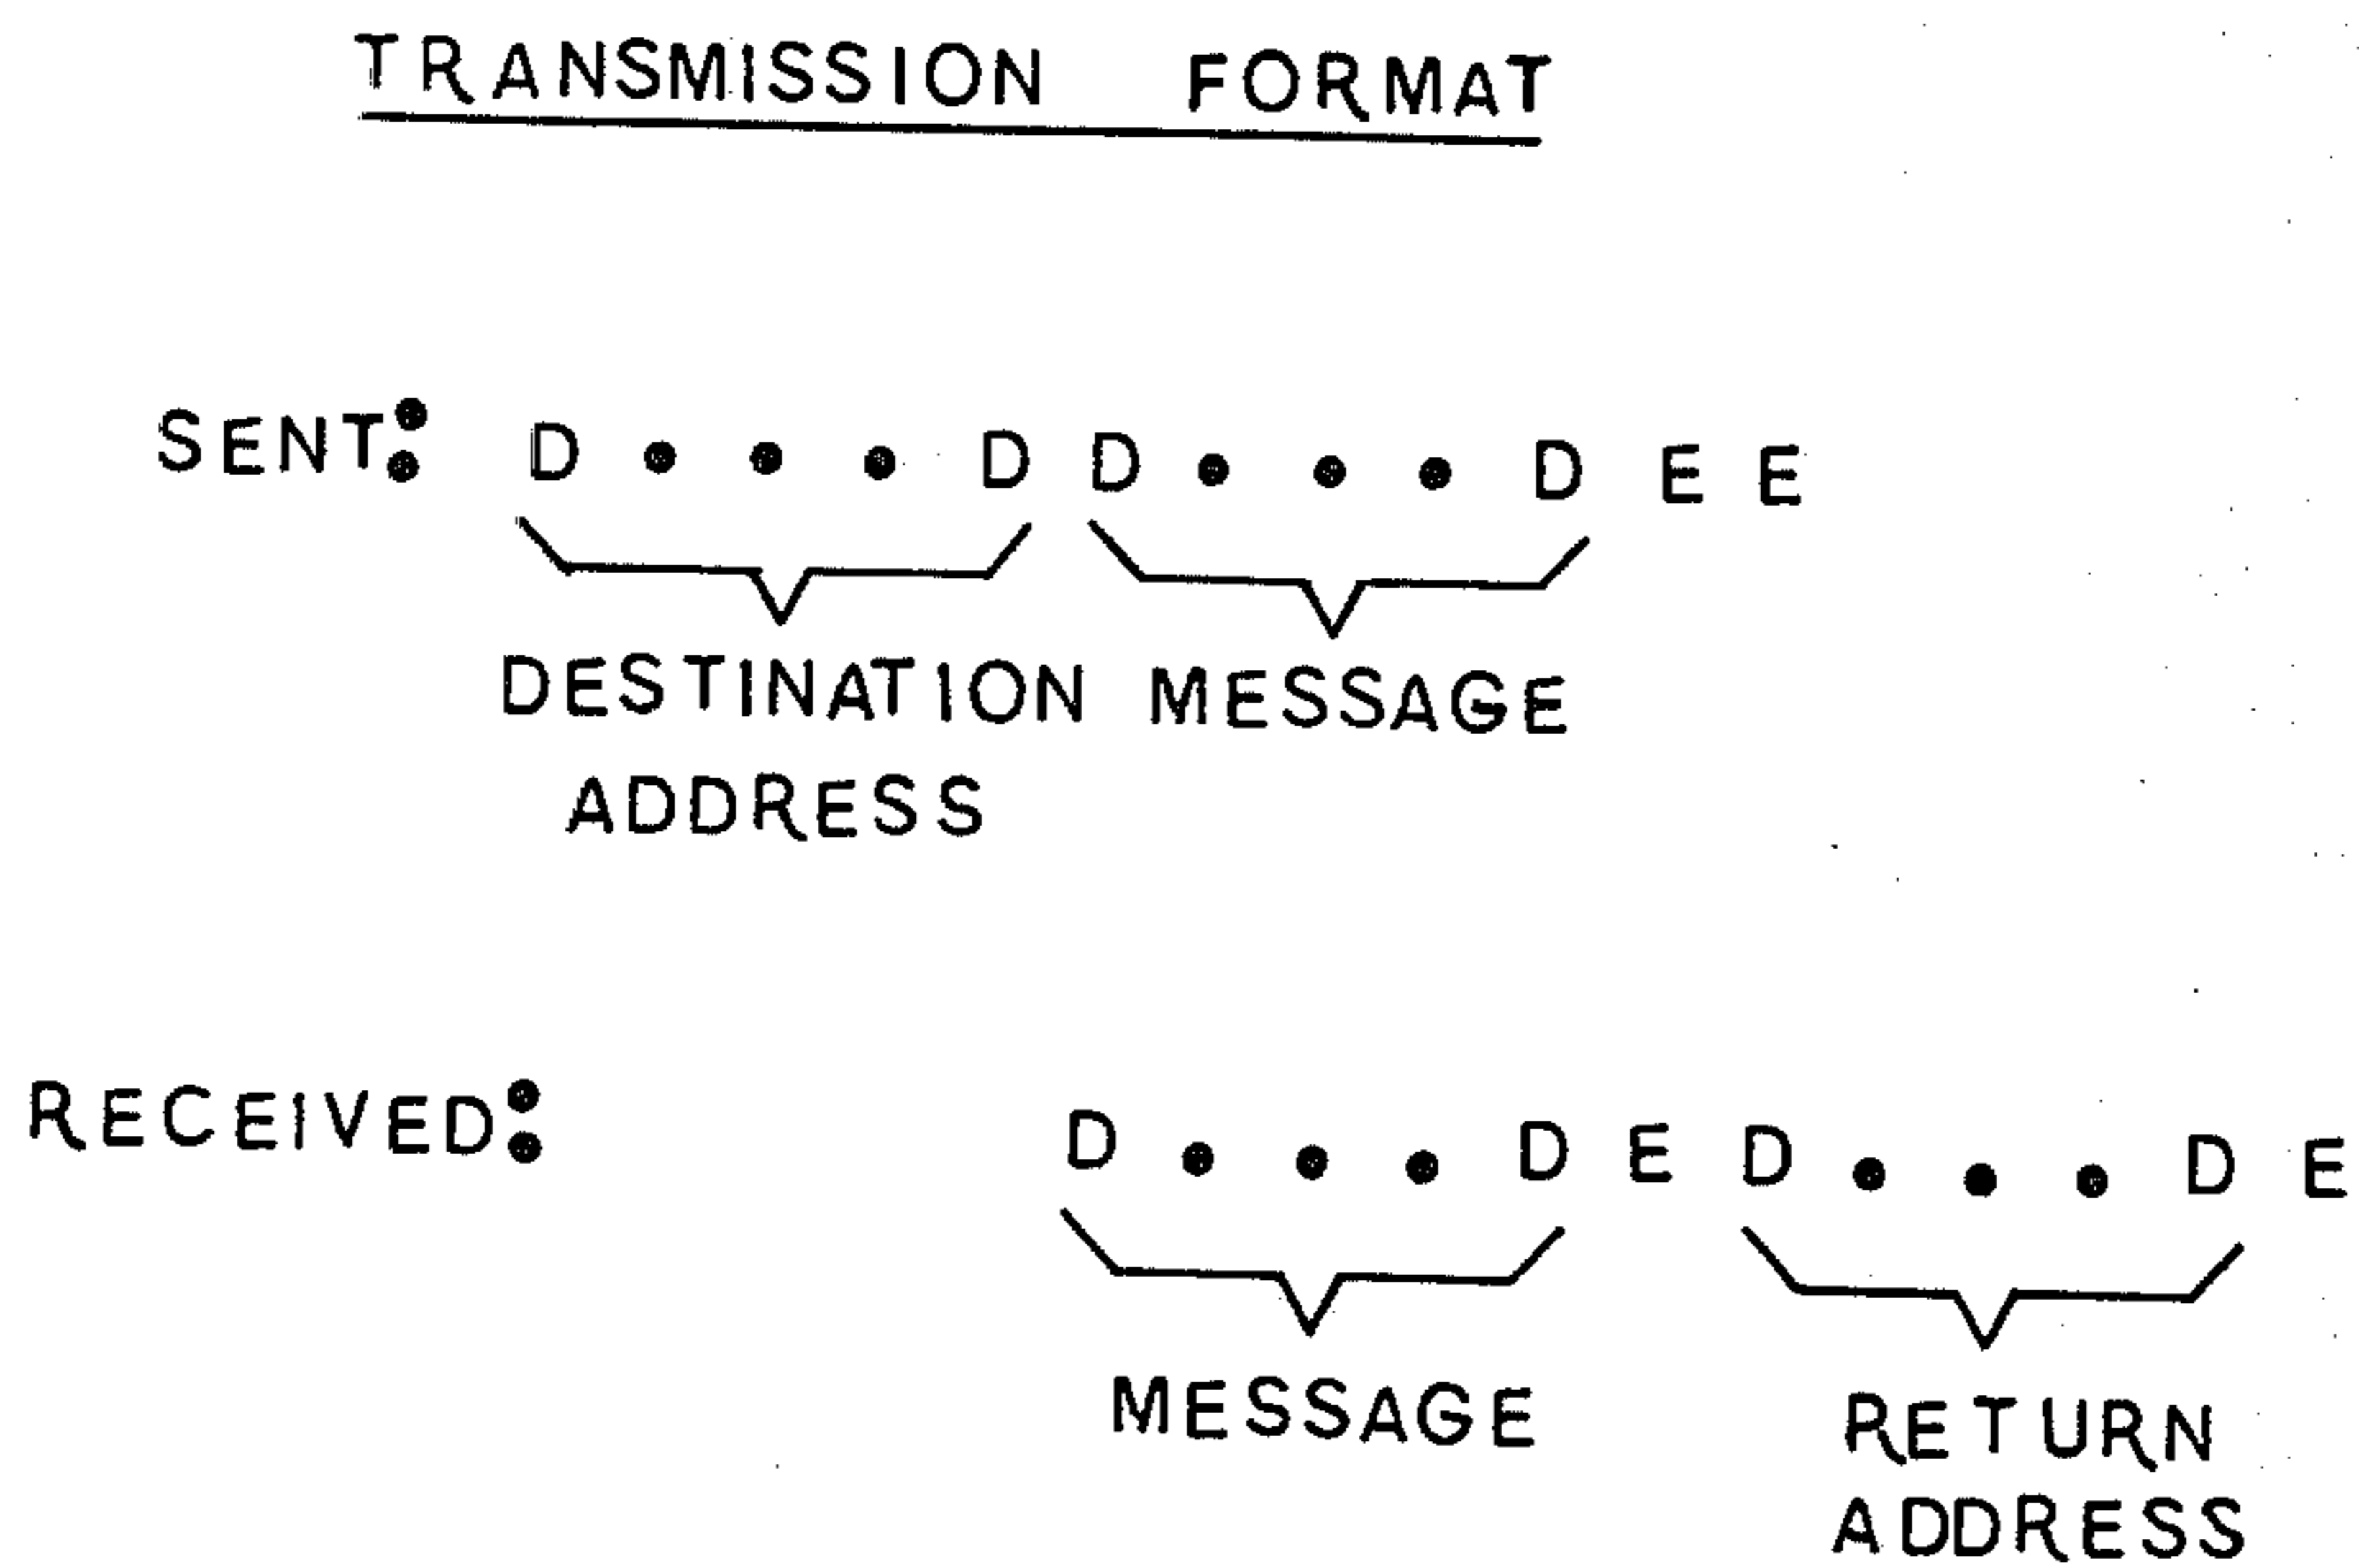 TRANSMISSION FORMAT
SENT: D • • • D D • • • D E E
DESTINATION MESSAGE
ADDRESS
RECEIVED: D • • • D E D • • • D E
MESSAGE RETURN
ADDRESS